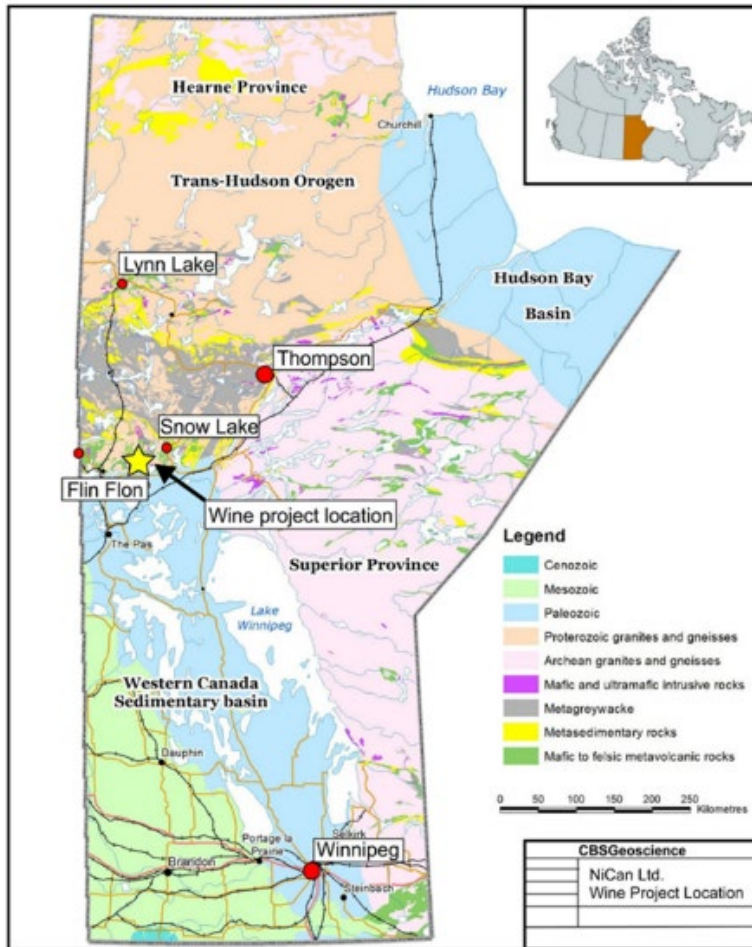 Hearne Province
Hudson Bay
Churchill
Trans-Hudson Orogen
Lynn Lake
Hudson Bay
Basin
Thompson
Snow Lake
Flin Flon
Wine project location
The Pas
Superior Province
Lake
Winnipeg
Western Canada
Sedimentary basin
Dauphin
Portage la
Prairie
Selkirk
Winnipeg
Brandon
Steinbach
Legend
Cenozoic
Mesozoic
Paleozoic
Proterozoic granites and gneisses
Archean granites and gneisses
Mafic and ultramafic intrusive rocks
Metagreywacke
Metasedimentary rocks
Mafic to felsic metavolcanic rocks
0 50 100 150 200 250
Kilometres
CBSGeoscience
NiCan Ltd.
Wine Project Location